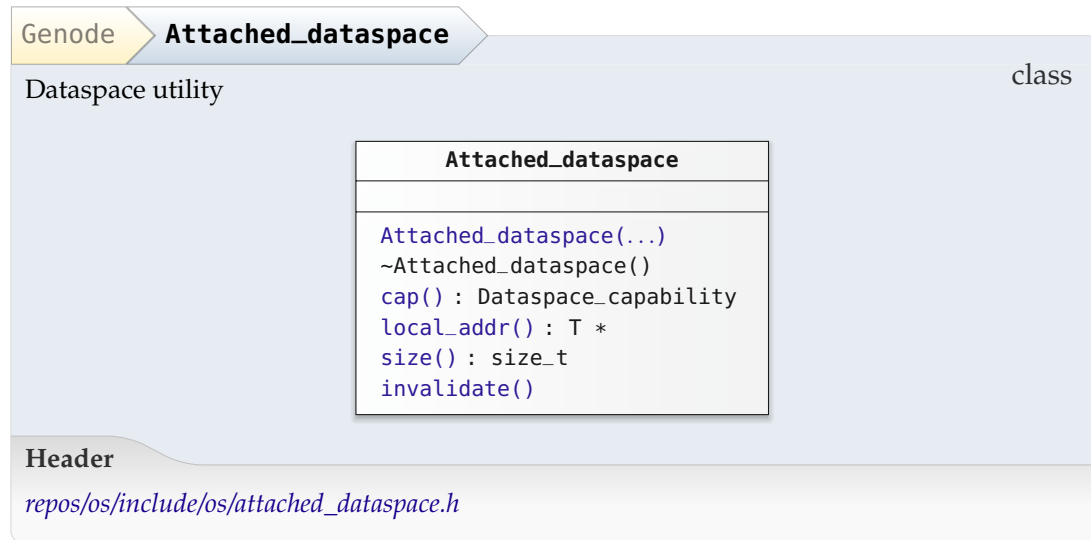 Genode Attached_dataspace
class
Dataspace utility
Attached_dataspace
Attached_dataspace(...)
~Attached_dataspace()
cap() : Dataspace_capability
local_addr() : T *
size() : size_t
invalidate()
Header
repos/os/include/os/attached_dataspace.h